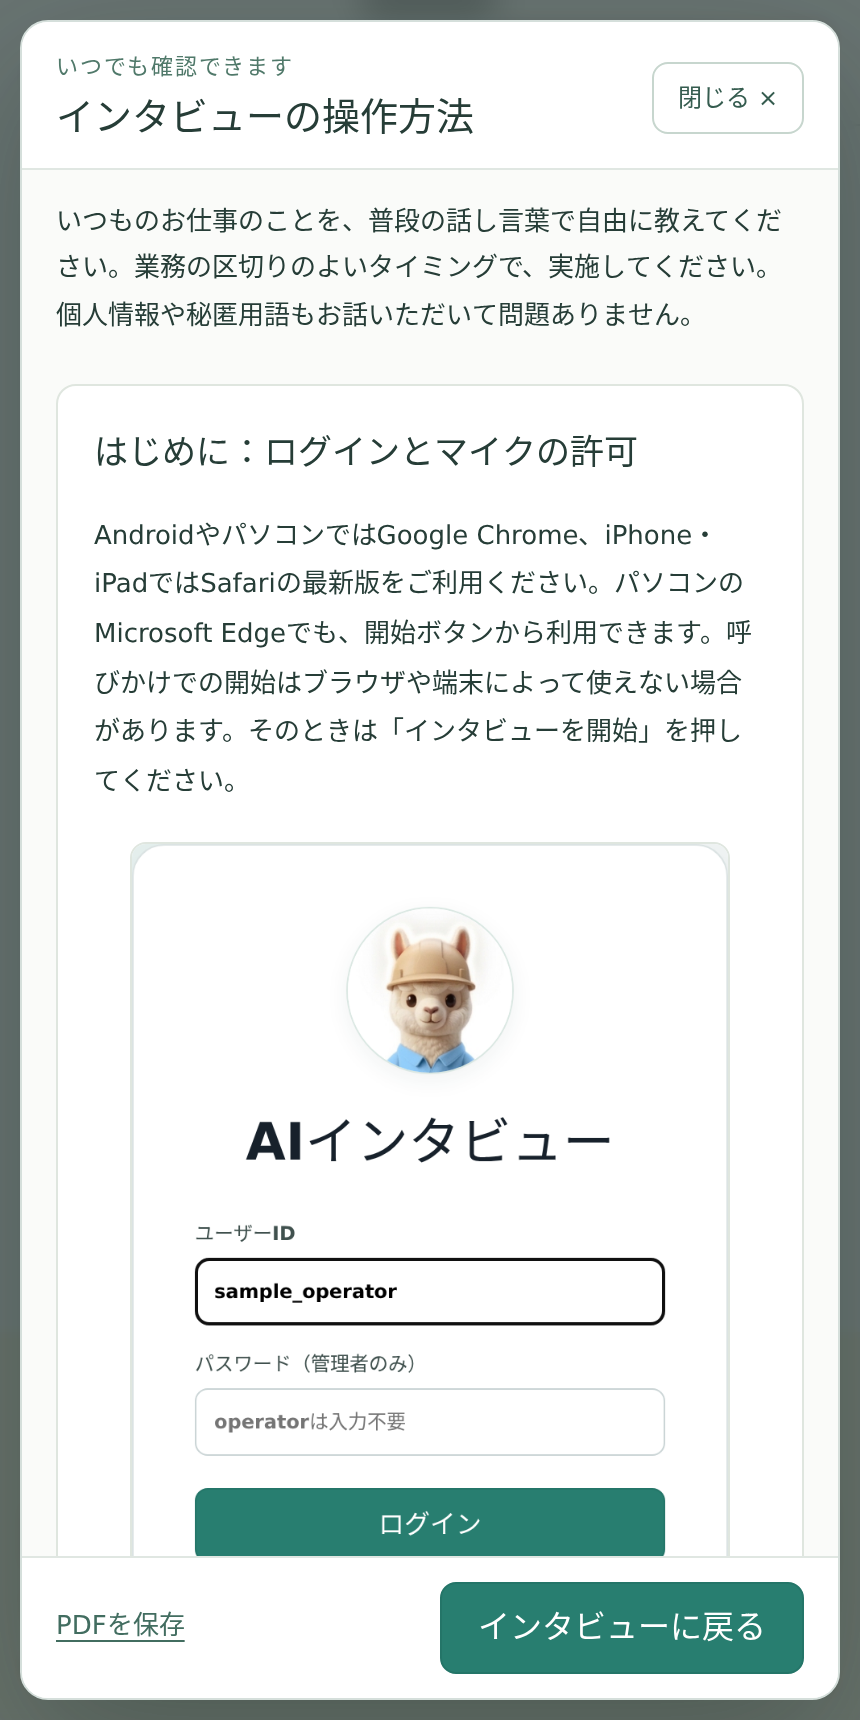 いつでも確認できます
インタビューの操作方法
閉じる ×
いつものお仕事のことを、普段の話し言葉で自由に教えてくだ
さい。業務の区切りのよいタイミングで、実施してください。
個人情報や秘匿用語もお話いただいて問題ありません。
はじめに：ログインとマイクの許可
AndroidやパソコンではGoogle Chrome、iPhone・
iPadではSafariの最新版をご利用ください。パソコンの
Microsoft Edgeでも、開始ボタンから利用できます。呼
びかけでの開始はブラウザや端末によって使えない場合
があります。そのときは「インタビューを開始」を押し
てください。
AIインタビュー
ユーザーID
sample_operator
パスワード（管理者のみ）
operatorは入力不要
ログイン
PDFを保存
インタビューに戻る